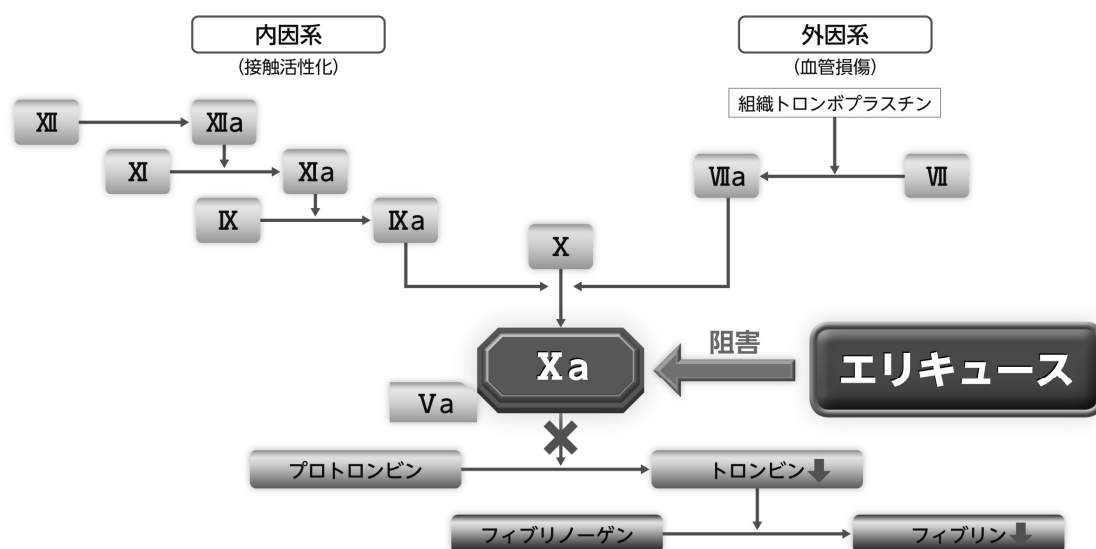 内因系
(接触活性化)
外因系
(血管損傷)
組織トロンボプラスチン
Ⅻ
Ⅻa
Ⅺ
Ⅺa
Ⅸ
Ⅸa
Ⅶa
Ⅶ
Ⅹ
Ⅹa
Ⅴa
阻害
エリキュース
プロトロンビン
トロンビン
フィブリノーゲン
フィブリン